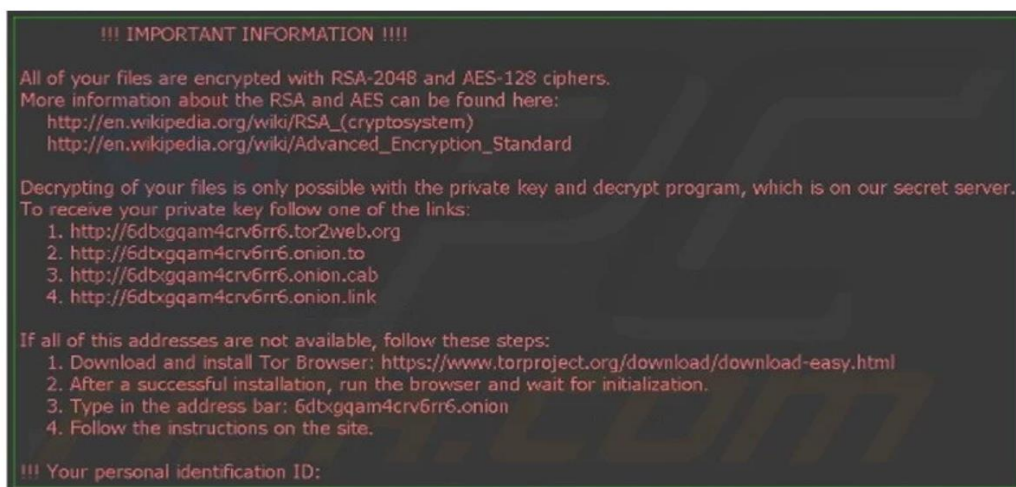 !!! IMPORTANT INFORMATION !!!!
All of your files are encrypted with RSA-2048 and AES-128 ciphers.
More information about the RSA and AES can be found here:
http://en.wikipedia.org/wiki/RSA_(cryptosystem)
http://en.wikipedia.org/wiki/Advanced_Encryption_Standard
Decrypting of your files is only possible with the private key and decrypt program, which is on our secret server.
To receive your private key follow one of the links:
1. http://6dtxgqam4crv6rr6.tor2web.org
2. http://6dtxgqam4crv6rr6.onion.to
3. http://6dtxgqam4crv6rr6.onion.cab
4. http://6dtxgqam4crv6rr6.onion.link
If all of this addresses are not available, follow these steps:
1. Download and install Tor Browser: https://www.torproject.org/download/download-easy.html
2. After a successful installation, run the browser and wait for initialization.
3. Type in the address bar: 6dtxgqam4crv6rr6.onion
4. Follow the instructions on the site.
!!! Your personal identification ID: